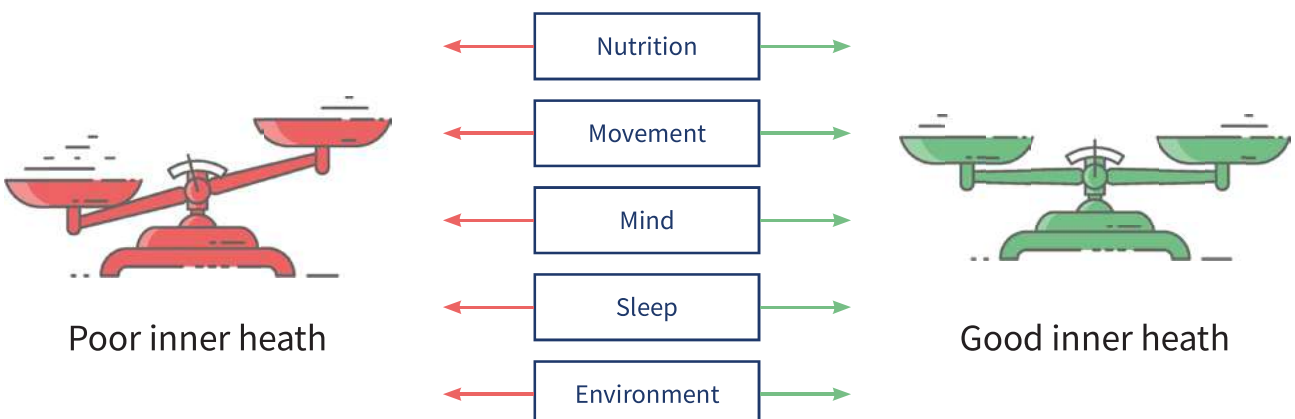 Nutrition
Movement
Mind
Sleep
Environment
Poor inner heath
Good inner heath